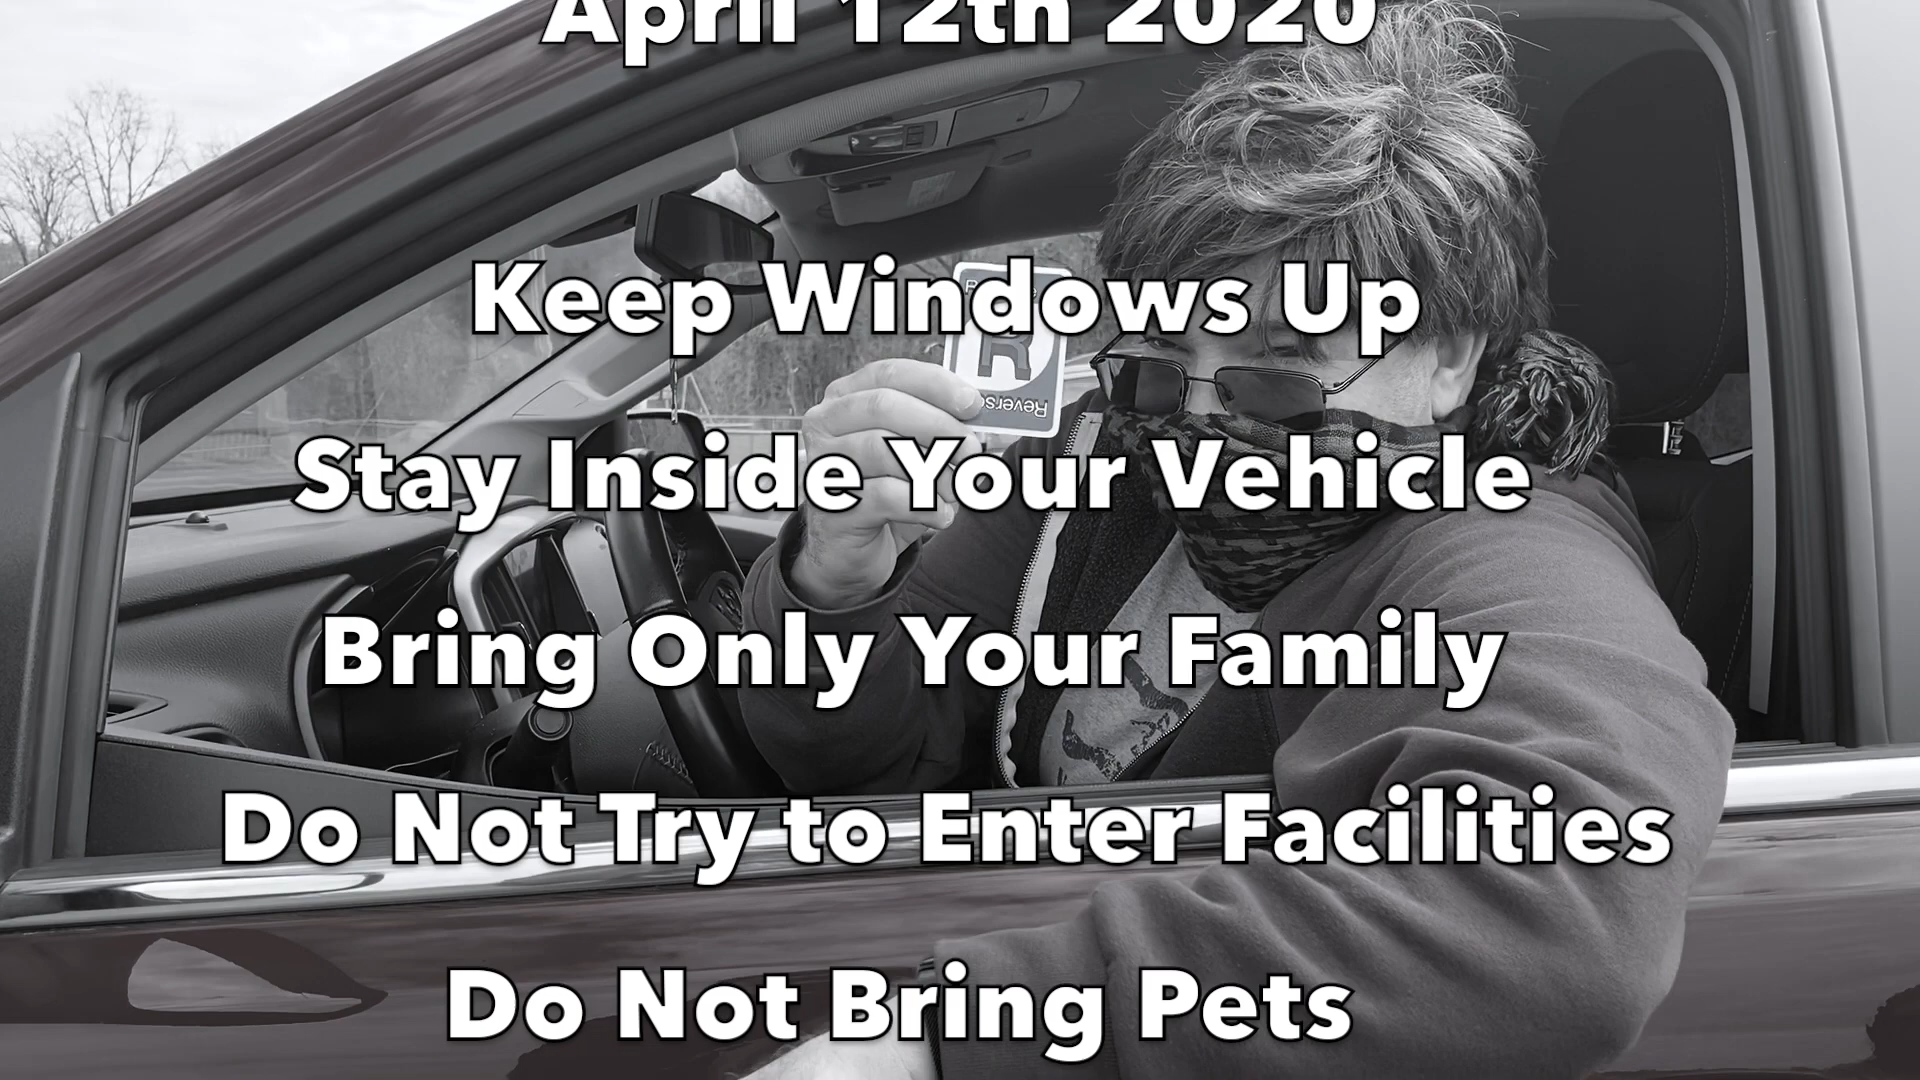 April 12th 2020
Keep Windows Up
R
Reverse
Stay Inside Your Vehicle
Bring Only Your Family
Do Not Try to Enter Facilities
Do Not Bring Pets